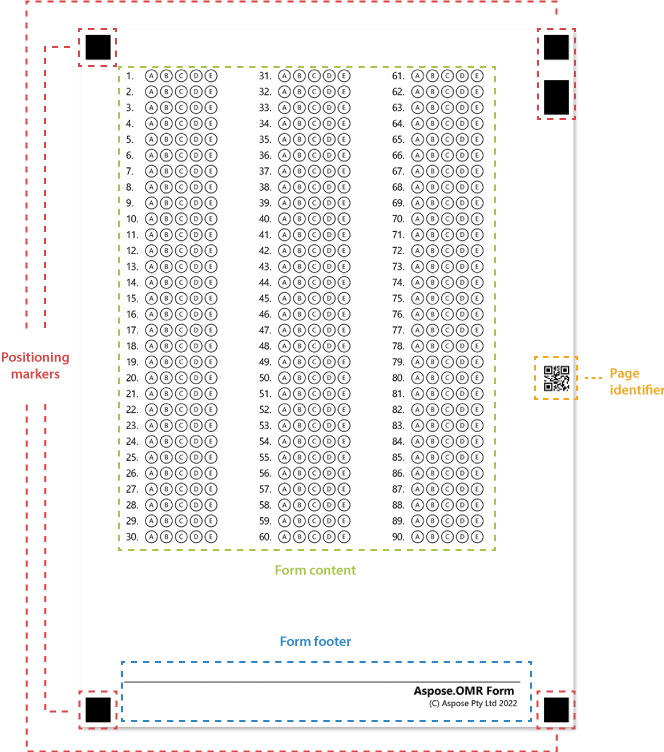 1. A B C D E 31. A B C D E 61. A B C D E
2. A B C D E 32. A B C D E 62. A B C D E
3. A B C D E 33. A B C D E 63. A B C D E
4. A B C D E 34. A B C D E 64. A B C D E
5. A B C D E 35. A B C D E 65. A B C D E
6. A B C D E 36. A B C D E 66. A B C D E
7. A B C D E 37. A B C D E 67. A B C D E
8. A B C D E 38. A B C D E 68. A B C D E
9. A B C D E 39. A B C D E 69. A B C D E
10. A B C D E 40. A B C D E 70. A B C D E
11. A B C D E 41. A B C D E 71. A B C D E
12. A B C D E 42. A B C D E 72. A B C D E
13. A B C D E 43. A B C D E 73. A B C D E
14. A B C D E 44. A B C D E 74. A B C D E
15. A B C D E 45. A B C D E 75. A B C D E
16. A B C D E 46. A B C D E 76. A B C D E
17. A B C D E 47. A B C D E 77. A B C D E
18. A B C D E 48. A B C D E 78. A B C D E
19. A B C D E 49. A B C D E 79. A B C D E
20. A B C D E 50. A B C D E 80. A B C D E
21. A B C D E 51. A B C D E 81. A B C D E
22. A B C D E 52. A B C D E 82. A B C D E
23. A B C D E 53. A B C D E 83. A B C D E
24. A B C D E 54. A B C D E 84. A B C D E
25. A B C D E 55. A B C D E 85. A B C D E
26. A B C D E 56. A B C D E 86. A B C D E
27. A B C D E 57. A B C D E 87. A B C D E
28. A B C D E 58. A B C D E 88. A B C D E
29. A B C D E 59. A B C D E 89. A B C D E
30. A B C D E 60. A B C D E 90. A B C D E
Positioning
markers
Page
identifier
Form content
Form footer
Aspose.OMR Form
(C) Aspose Pty Ltd 2022